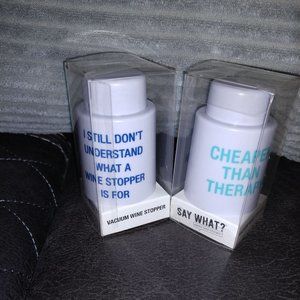 I STILL DON'T
UNDERSTAND
WHAT A
WINE STOPPER
IS FOR
VACUUM WINE STOPPER
CHEAPER
THAN
THERAPY
SAY WHAT?